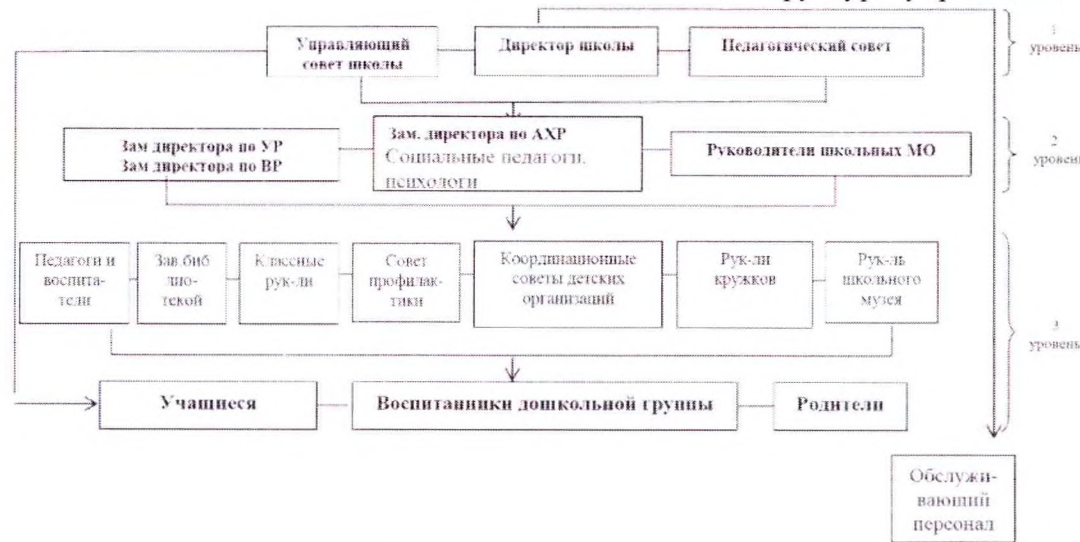 Управляющий
совет школы
Директор школы
Педагогический совет
1
уровень
Зам директора по УР
Зам директора по ВР
Зам. директора по АХР
Социальные педагоги,
психологи
Руководители школьных МО
2
уровень
Педагоги и
воспита-
тели
Зав.биб
лио-
текой
Классные
рук-ли
Совет
профилак-
тики
Координационные
советы детских
организаций
Рук-ли
кружков
Рук-ль
школьного
музея
3
уровень
Учащиеся
Воспитанники дошкольной группы
Родители
Обслужи-
вающий
персонал